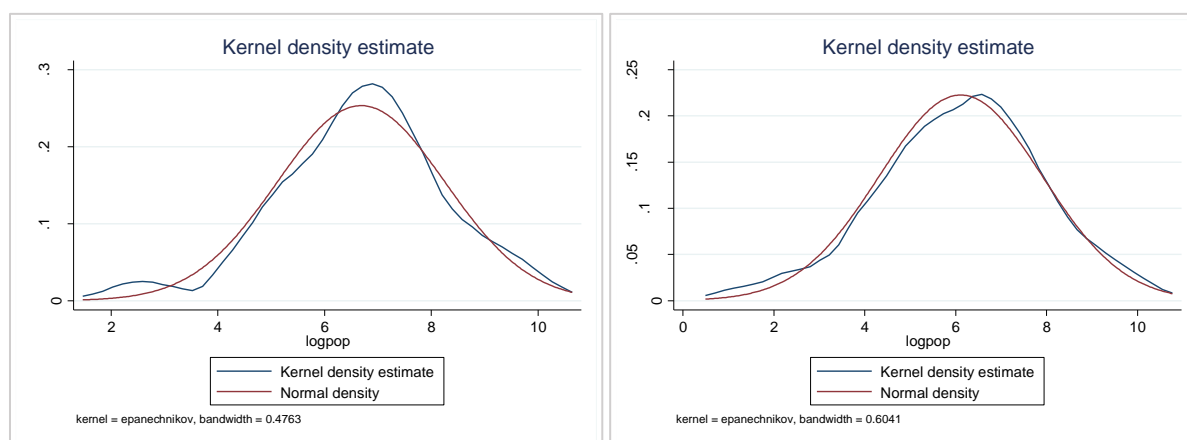 Kernel density estimate
.3
.2
.1
0
2 4 6 8 10
logpop
Kernel density estimate
Normal density
kernel = epanechnikov, bandwidth = 0.4763
Kernel density estimate
.25
.2
.15
.1
.05
0
0 2 4 6 8 10
logpop
Kernel density estimate
Normal density
kernel = epanechnikov, bandwidth = 0.6041